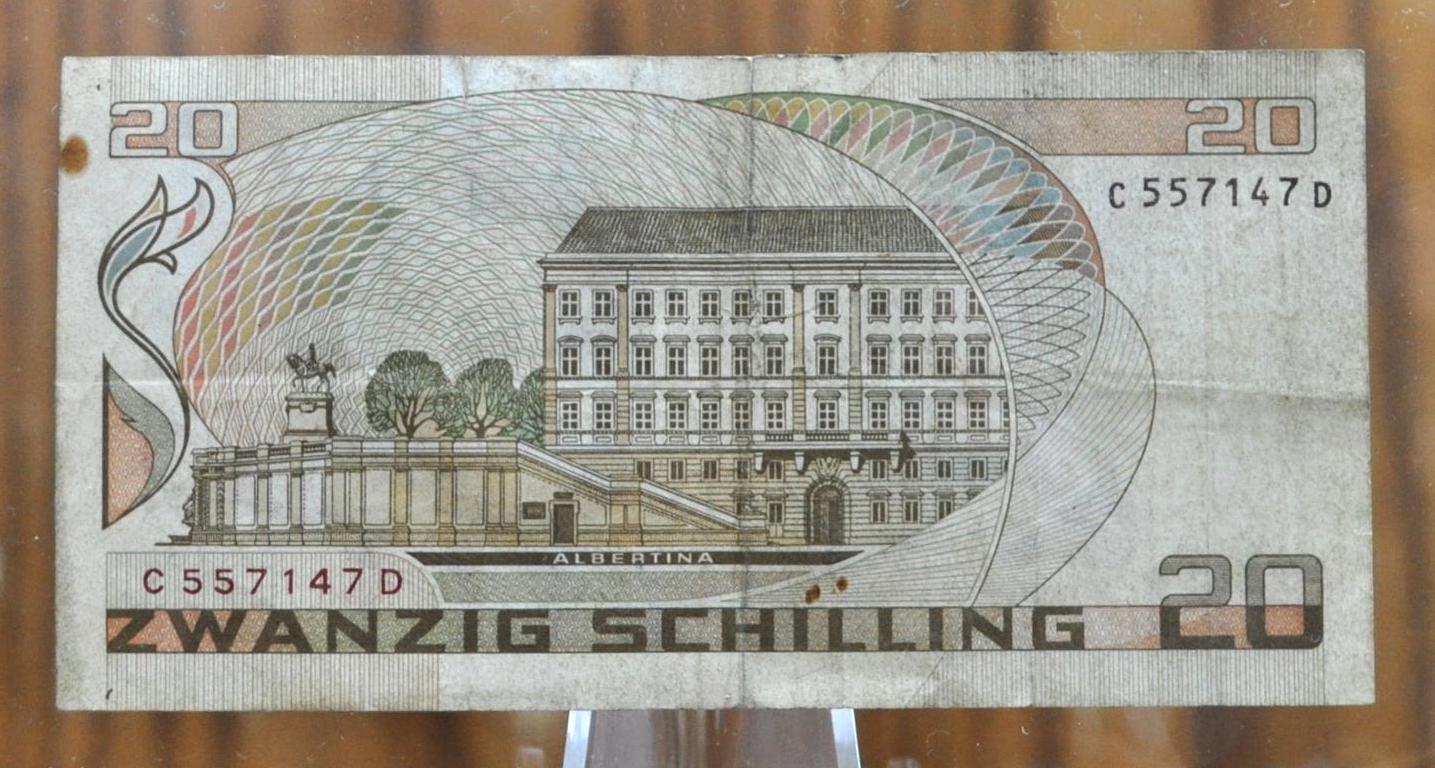 20 20
C 557147 D
ALBERTINA
C 557147 D
ZWANZIG SCHILLING 20